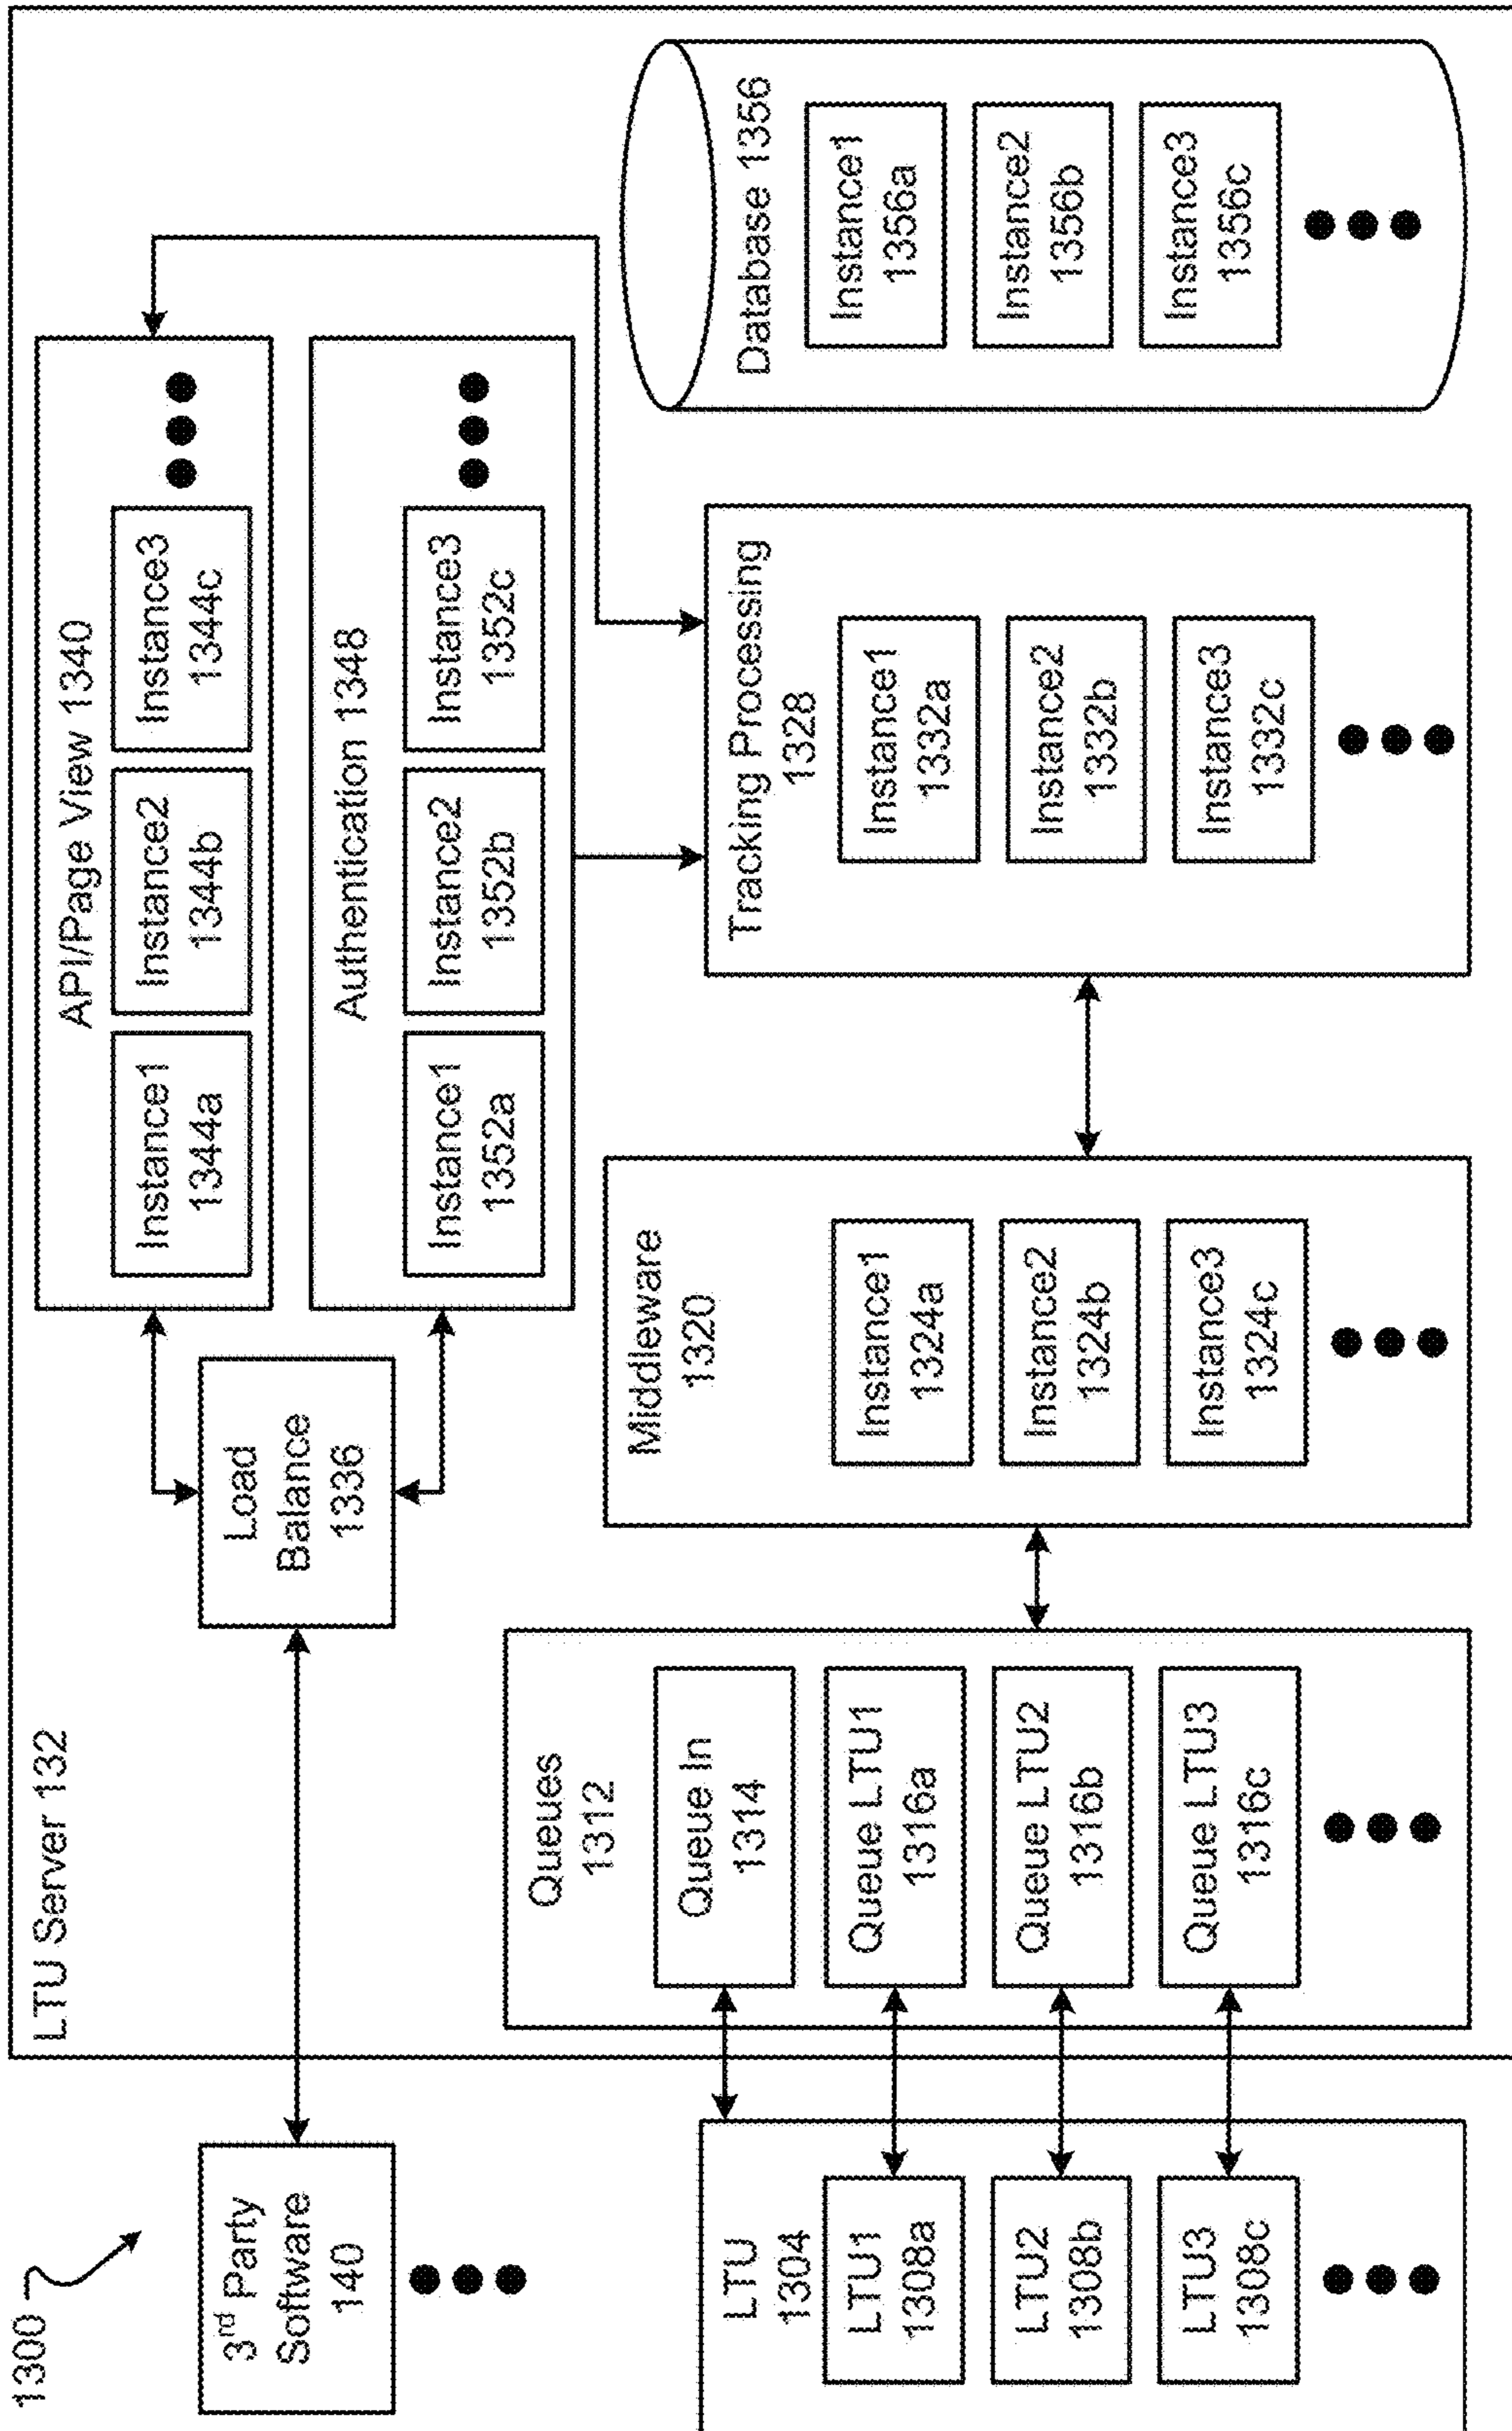 1300
3rd Party
Software
140
LTU Server 132
Load
Balance
1336
API/Page View 1340
Instance1
1344a
Instance2
1344b
Instance3
1344c
Authentication 1348
Instance1
1352a
Instance2
1352b
Instance3
1352c
LTU
1304
LTU1
1308a
LTU2
1308b
LTU3
1308c
Queues
1312
Queue In
1314
Queue LTU1
1316a
Queue LTU2
1316b
Queue LTU3
1316c
Middleware
1320
Instance1
1324a
Instance2
1324b
Instance3
1324c
Tracking Processing
1328
Instance1
1332a
Instance2
1332b
Instance3
1332c
Database 1356
Instance1
1356a
Instance2
1356b
Instance3
1356c